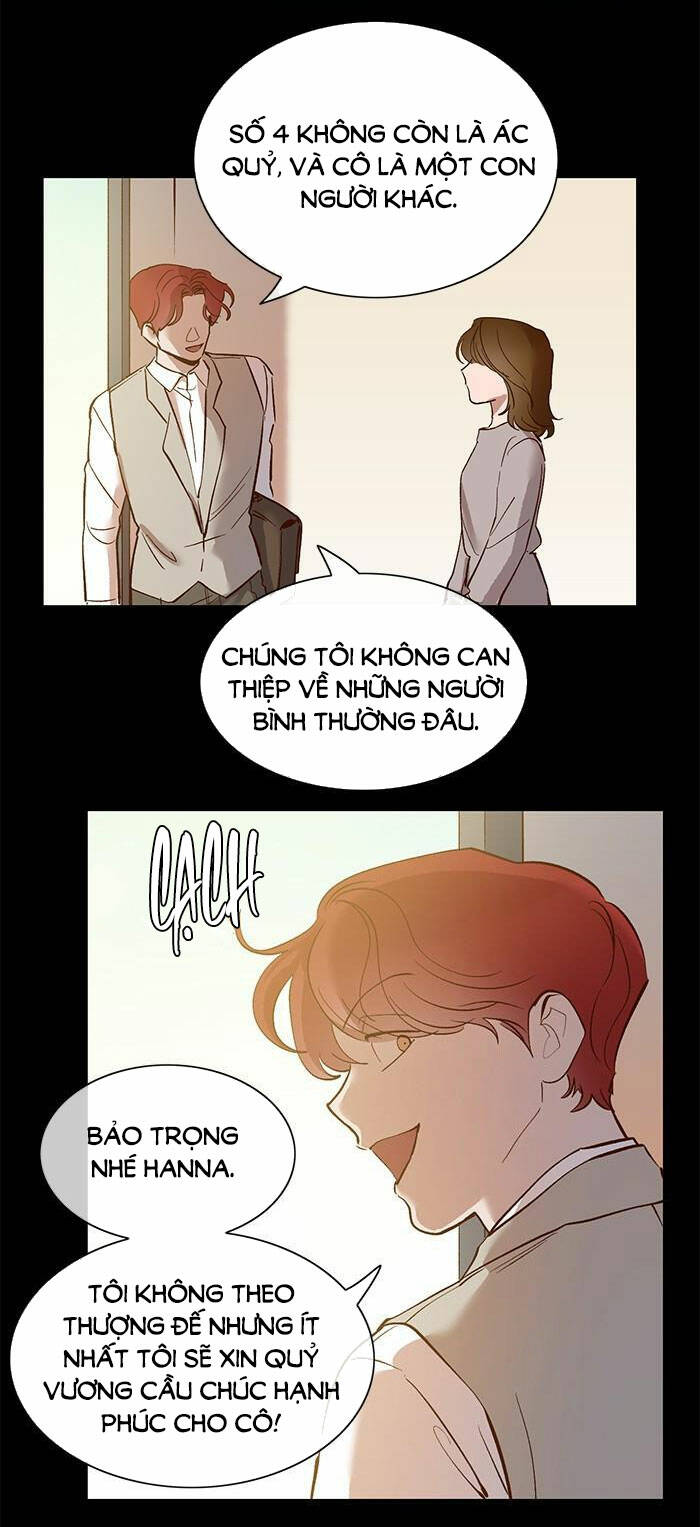 SỐ 4 KHÔNG CÒN LÀ ÁC
QUỶ, VÀ CÔ LÀ MỘT CON
NGƯỜI KHÁC.
CHÚNG TÔI KHÔNG CAN
THIỆP VỀ NHỮNG NGƯỜI
BÌNH THƯỜNG ĐÂU.
CẠCH
BẢO TRỌNG
NHÉ HANNA.
TÔI KHÔNG THEO
THƯỢNG ĐẾ NHƯNG ÍT
NHẤT TÔI SẼ XIN QUỶ
VƯƠNG CẦU CHÚC HẠNH
PHÚC CHO CÔ!